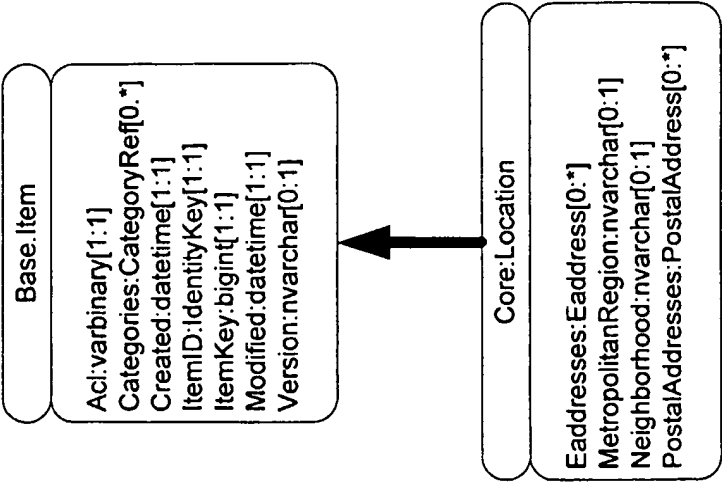 Base.Item
Acl:varbinary[1:1]
Categories:CategoryRef[0.*]
Created:datetime[1:1]
ItemID:IdentityKey[1:1]
ItemKey:bigint[1:1]
Modified:datetime[1:1]
Version:nvarchar[0:1]
Core:Location
Eaddresses:Eaddress[0:*]
MetropolitanRegion:nvarchar[0:1]
Neighborhood:nvarchar[0:1]
PostalAddresses:PostalAddress[0:*]